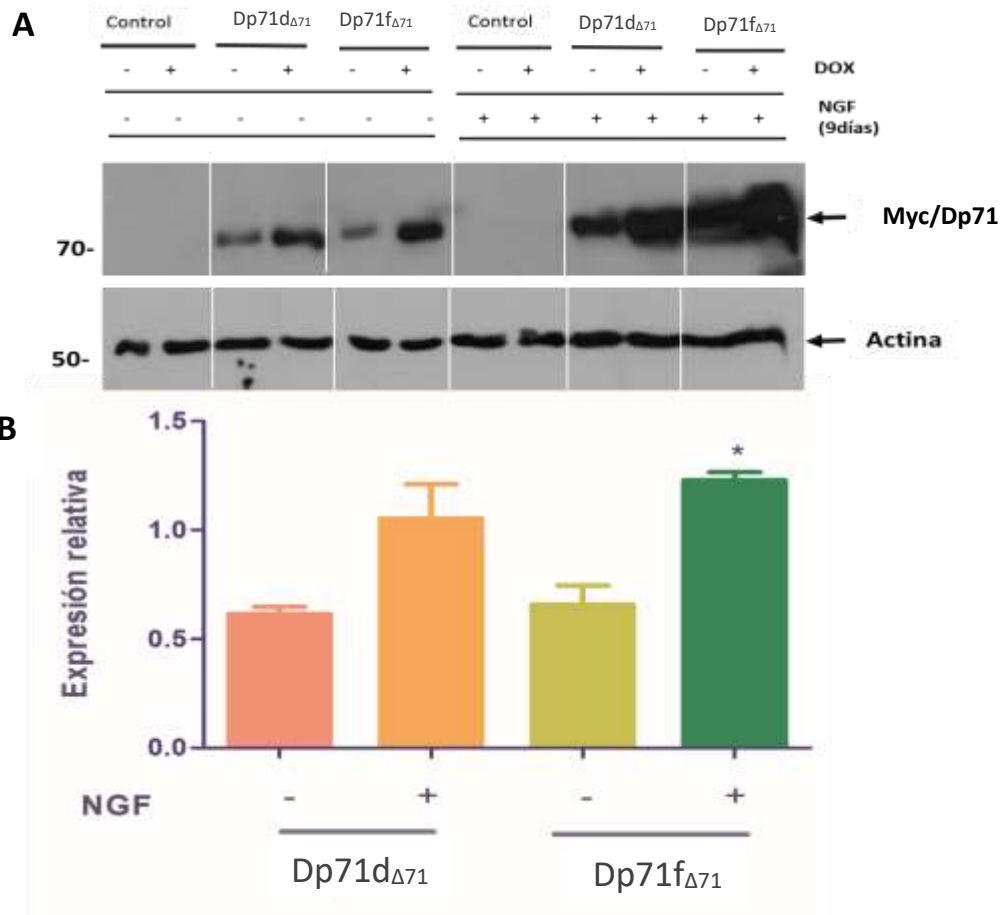 A
Control Dp71dΔ71 Dp71fΔ71 Control Dp71dΔ71 Dp71fΔ71
- + - + - + - + - + - + DOX
- - - - - - + + + + + + NGF
(9días)
70- Myc/Dp71
50- Actina
B
Expresión relativa
1.5
*
1.0
0.5
0.0
NGF - + - +
Dp71dΔ71 Dp71fΔ71